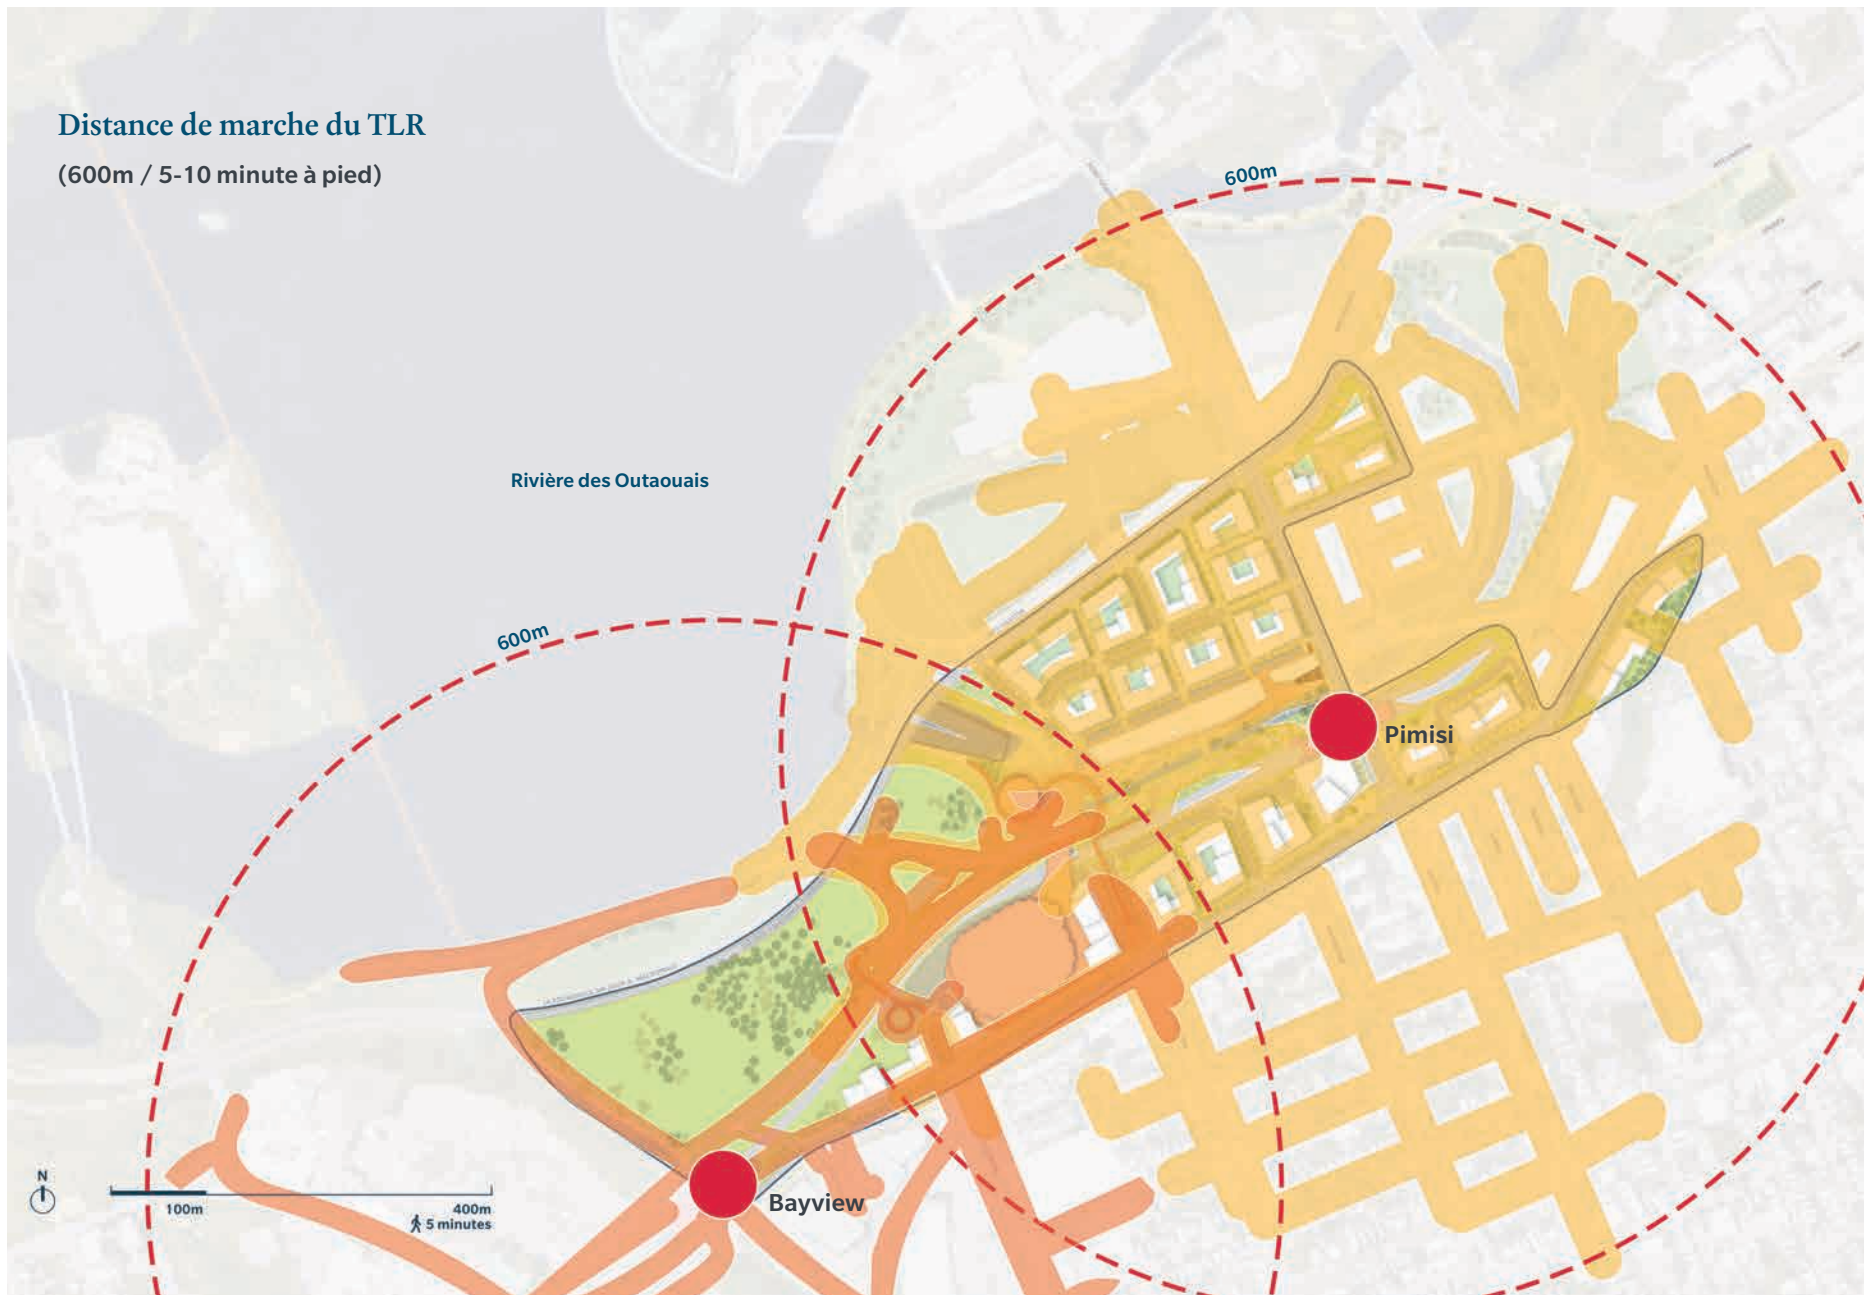 Distance de marche du TLR
(600m / 5-10 minute à pied)
600m
Rivière des Outaouais
600m
Pimisi
Bayview
N
100m
400m
5 minutes